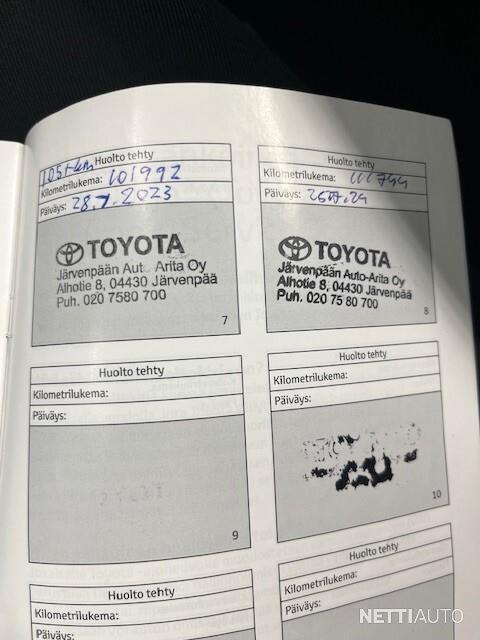 105tkm Huolto tehty
Kilometrilukema: 101992
Päiväys: 28.7.2023
TOYOTA
Järvenpään Aut Arita Oy
Alhotie 8, 04430 Järvenpää
Puh. 020 7580 700
7
Huolto tehty
Kilometrilukema:
Päiväys:
TOYOTA
Järvenpään Auto-Arita Oy
Alhotie 8, 04430 Järvenpää
Puh. 020 75 80 700
8
Huolto tehty
Kilometrilukema:
Päiväys:
9
Huolto tehty
Kilometrilukema:
Päiväys:
10
Huolto tehty
Kilometrilukema:
Päiväys:
Huolto tehty
Kilometrilukema:
Päiväys:
NETTIAUTO